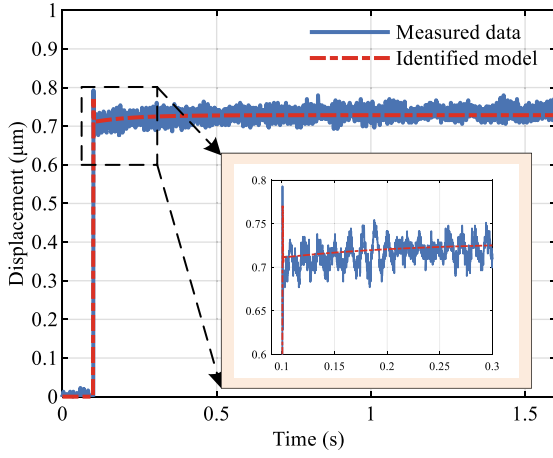 1
0.9
0.8
0.7
0.6
0.5
0.4
0.3
0.2
0.1
0
Displacement (μm)
Measured data
Identified model
0.8
0.75
0.7
0.65
0.6
0.1 0.15 0.2 0.25 0.3
0 0.5 1 1.5
Time (s)